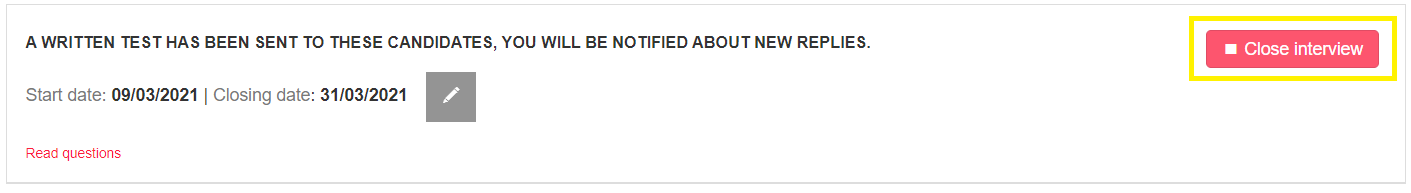 A WRITTEN TEST HAS BEEN SENT TO THESE CANDIDATES, YOU WILL BE NOTIFIED ABOUT NEW REPLIES.
Close interview
Start date: 09/03/2021 | Closing date: 31/03/2021
Read questions